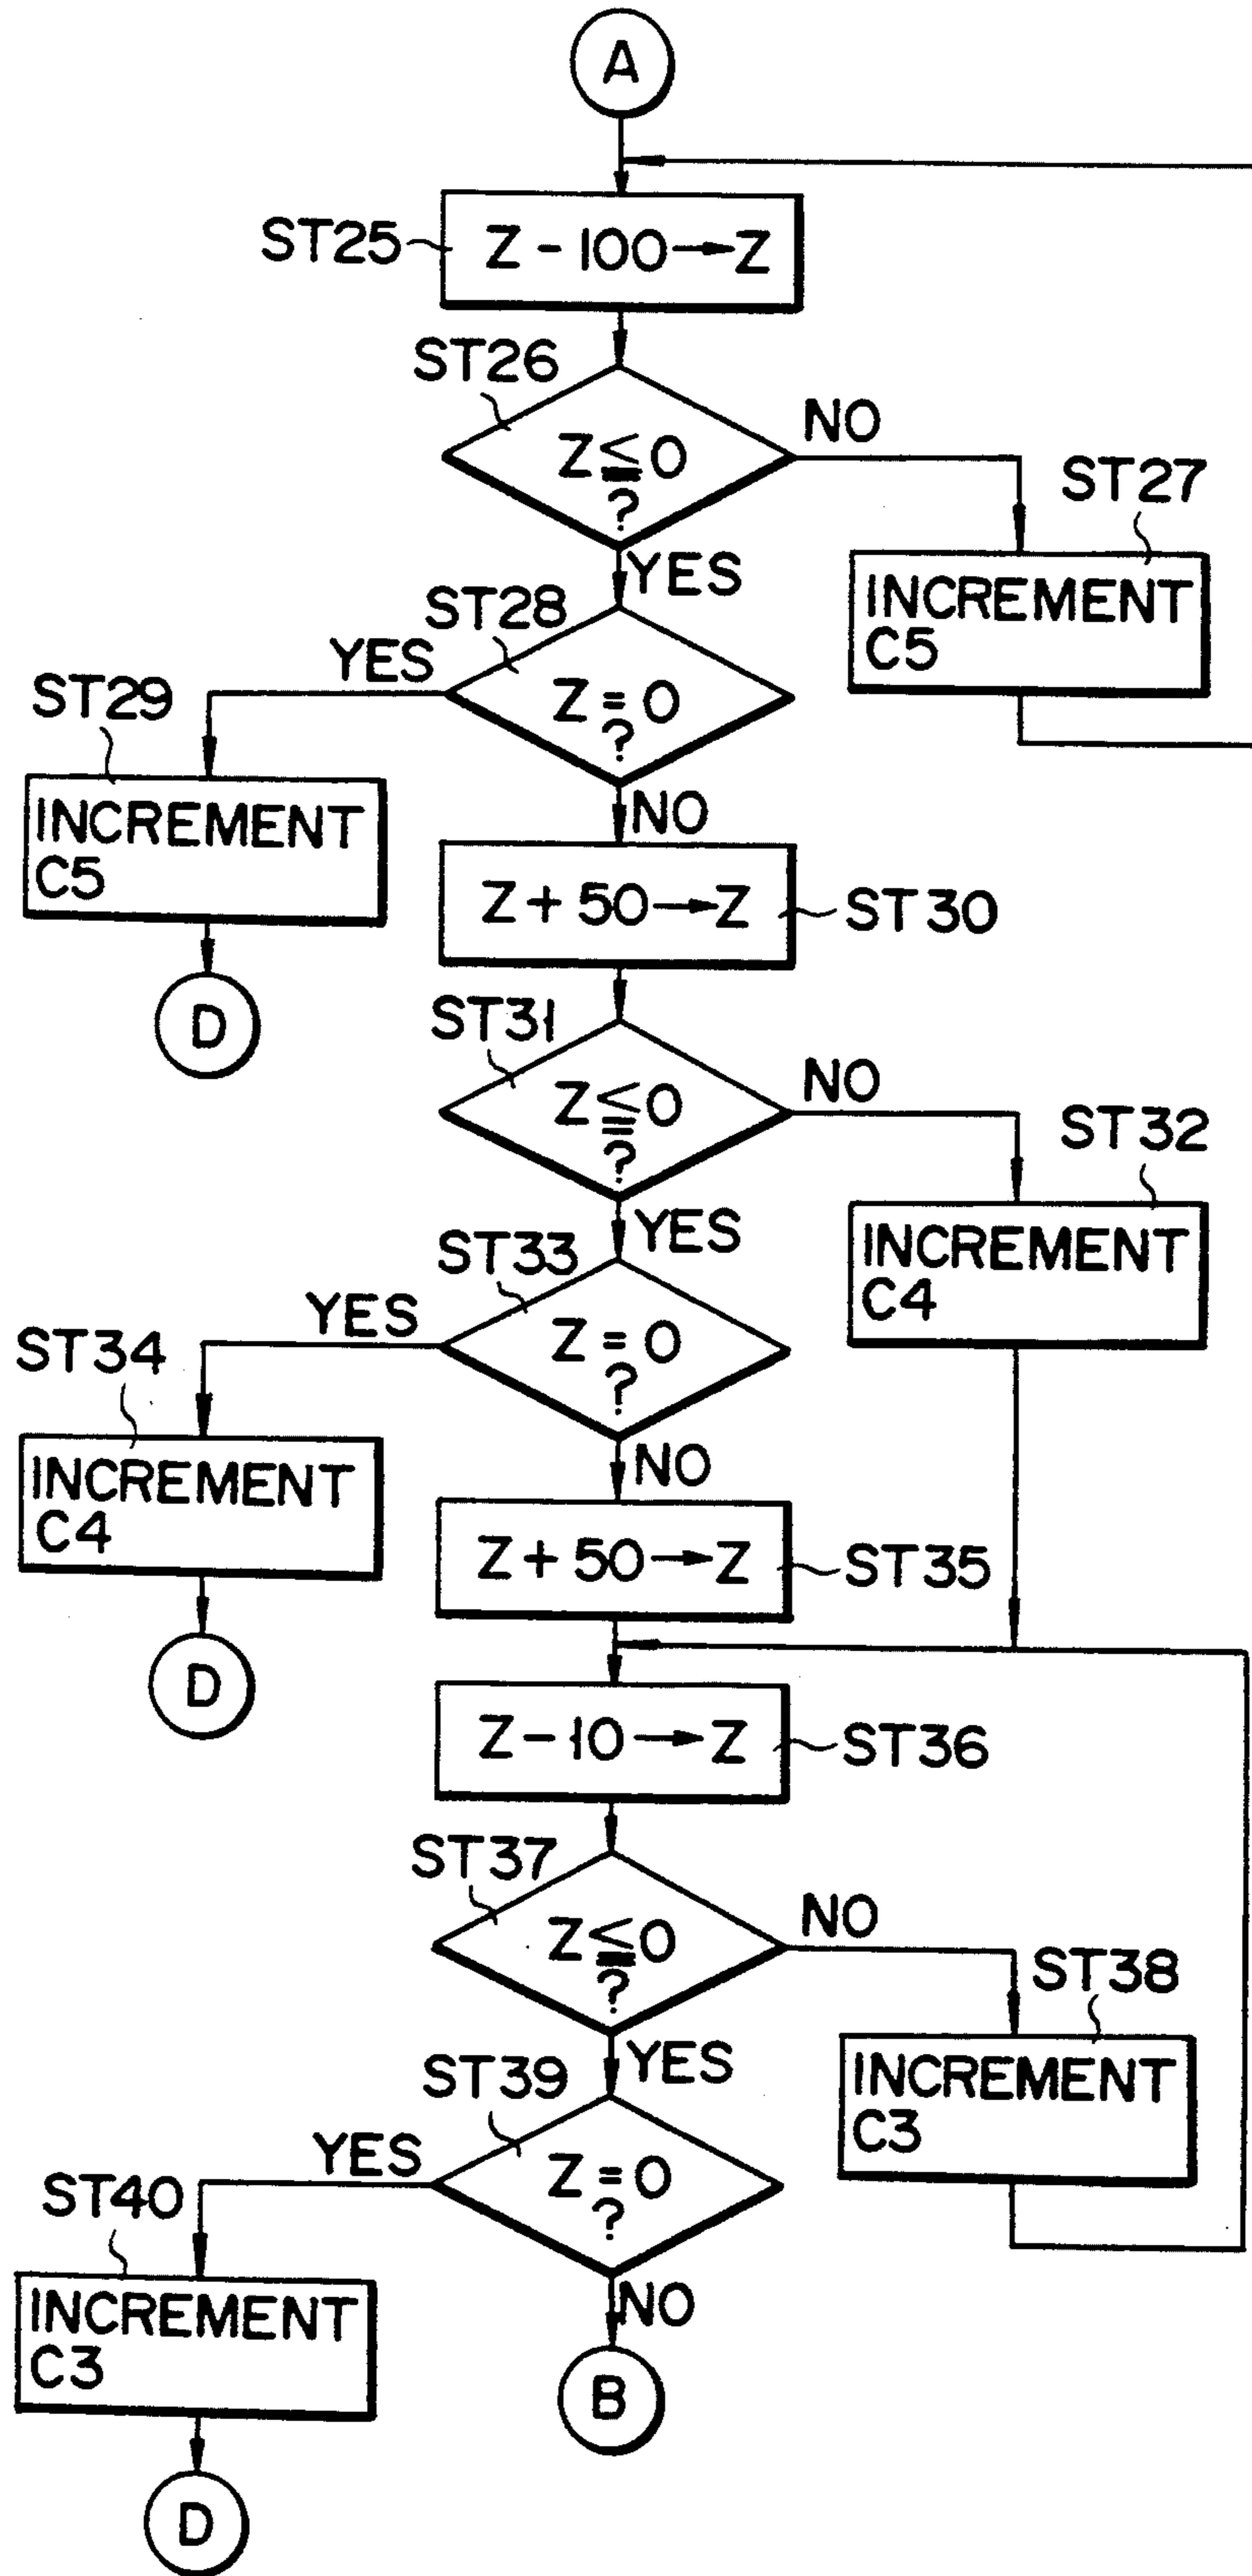 A
ST25
Z - 100 → Z
ST26
Z ≦ 0
?
NO
YES
ST27
INCREMENT
C5
ST28
YES
Z = 0
?
NO
ST29
INCREMENT
C5
D
Z + 50 → Z
ST30
ST31
Z ≦ 0
?
NO
YES
ST32
INCREMENT
C4
ST33
YES
Z = 0
?
NO
ST34
INCREMENT
C4
D
Z + 50 → Z
ST35
Z - 10 → Z
ST36
ST37
Z ≦ 0
?
NO
YES
ST38
INCREMENT
C3
ST39
YES
Z = 0
?
NO
ST40
INCREMENT
C3
B
D